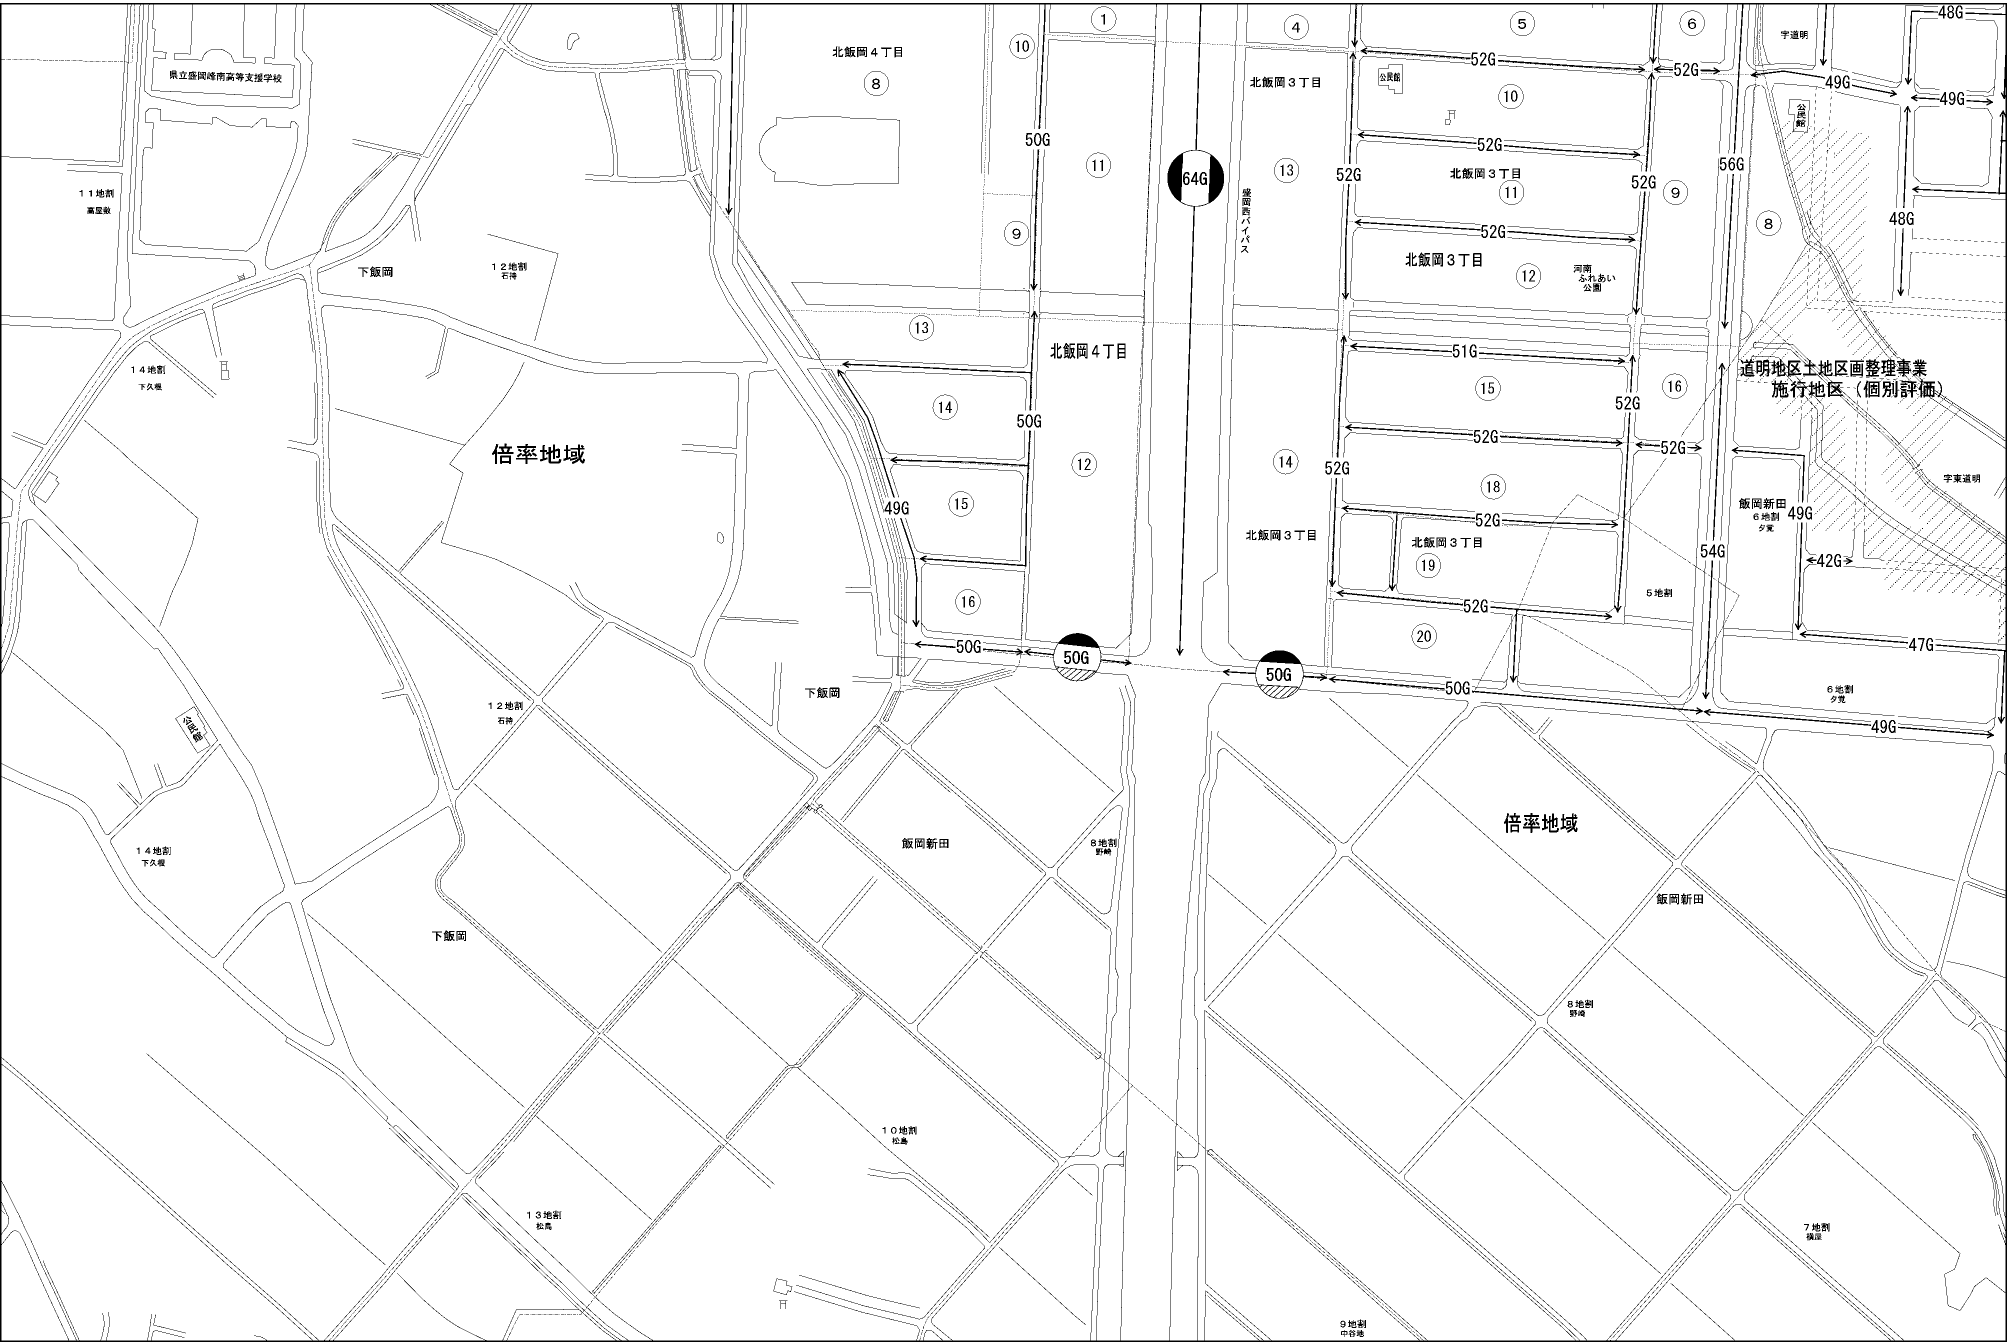 1
4
5
6
48G
字道明
北飯岡４丁目
10
52G
52G
県立盛岡峰南高等支援学校
8
北飯岡３丁目
公民館
10
49G
49G
公民館
50G
11
64G
13
52G
52G
北飯岡３丁目
11
52G
9
56G
１１地割
高屋敷
盛岡西バイパス
48G
9
52G
8
下飯岡
１２地割
石持
北飯岡３丁目
12
河南
ふれあい
公園
13
北飯岡４丁目
51G
１４地割
下久根
道明地区土地区画整理事業
施行地区（個別評価）
15
16
14
50G
52G
52G
52G
倍率地域
12
14
52G
15
49G
18
字東道明
飯岡新田
６地割
夕覚
49G
52G
北飯岡３丁目
北飯岡３丁目
19
54G
42G
16
52G
５地割
20
50G
50G
50G
50G
47G
下飯岡
６地割
夕覚
１２地割
石持
公民館
49G
倍率地域
飯岡新田
８地割
野崎
１４地割
下久根
飯岡新田
下飯岡
８地割
野崎
１０地割
松島
１３地割
松島
７地割
横屋
９地割
中谷地